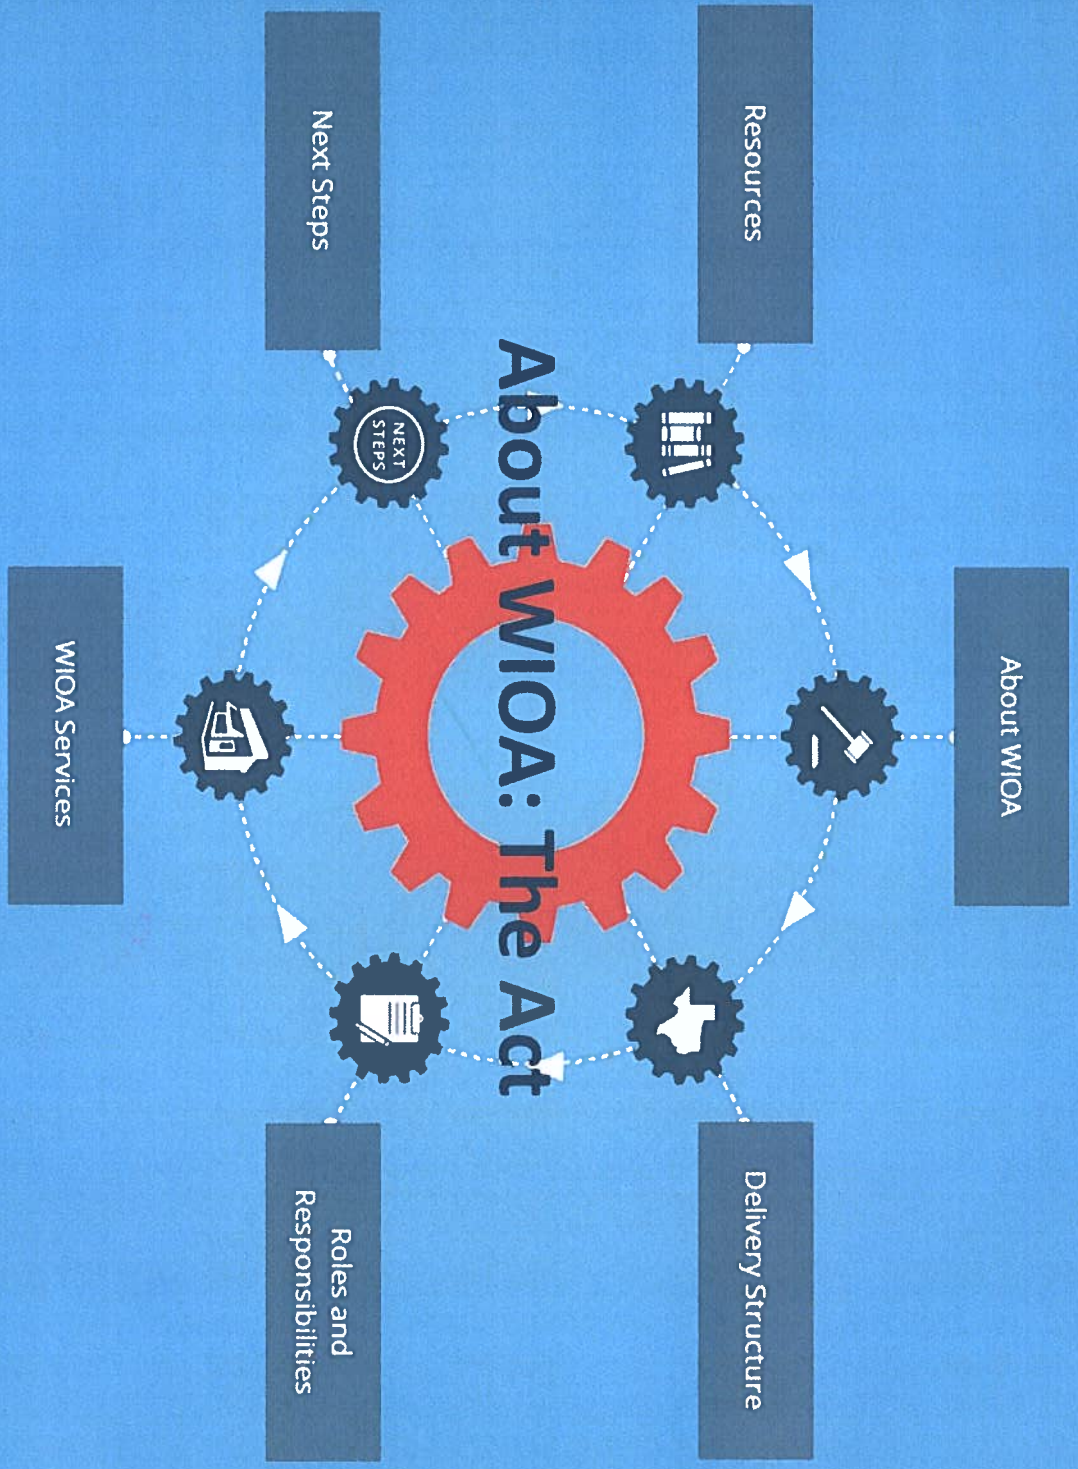 About WIOA
Resources
Delivery Structure
About WIOA: The Act
NEXT
STEPS
Next Steps
Roles and
Responsibilities
WIOA Services